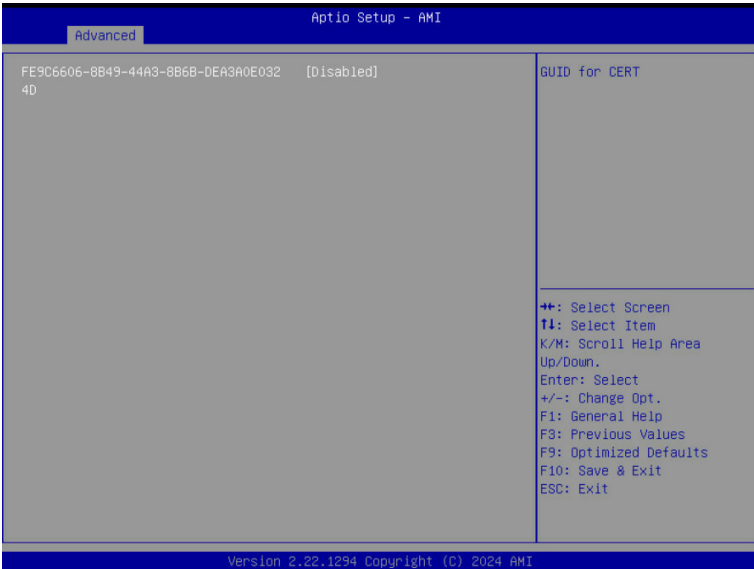 Aptio Setup - AMI
Advanced
FE9C6606-8B49-44A3-8B6B-DEA3A0E032 [Disabled]
4D
GUID for CERT
→←: Select Screen
↑↓: Select Item
K/M: Scroll Help Area
Up/Down.
Enter: Select
+/-: Change Opt.
F1: General Help
F3: Previous Values
F9: Optimized Defaults
F10: Save & Exit
ESC: Exit
Version 2.22.1294 Copyright (C) 2024 AMI